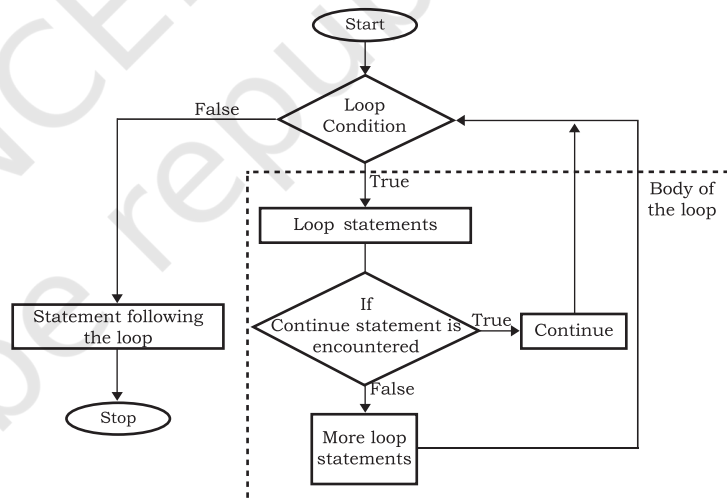 Start
Loop
Condition
False
True
Body of
the loop
Loop statements
If
Continue statement is
encountered
True
Continue
Statement following
the loop
False
Stop
More loop
statements